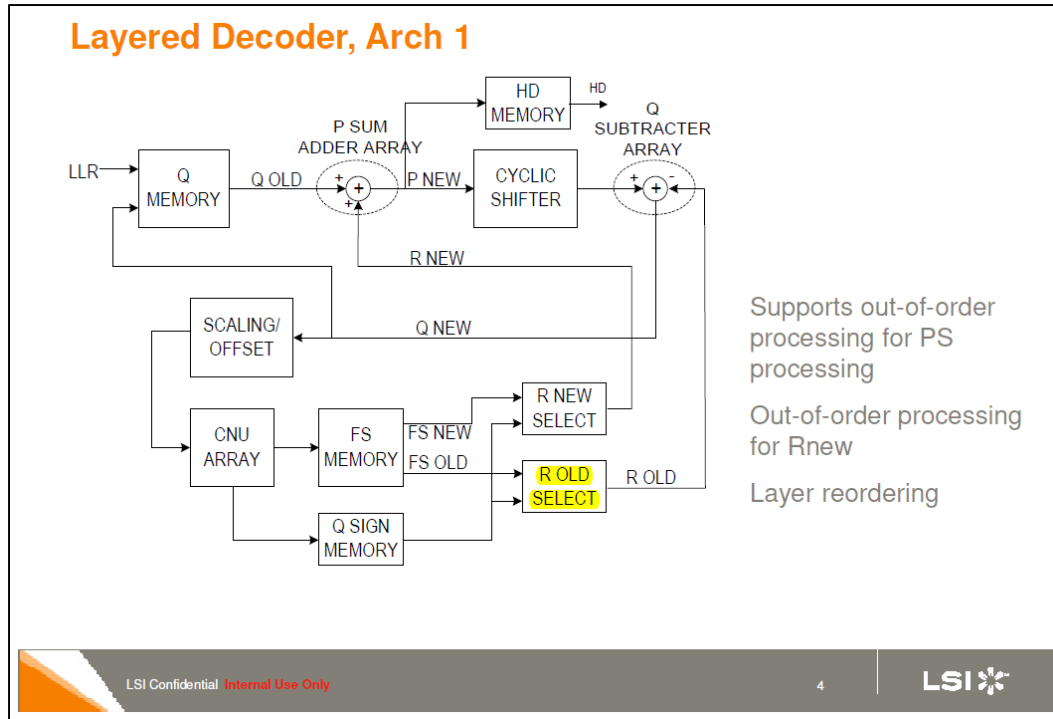 Layered Decoder, Arch 1
HD
MEMORY
HD
P SUM
ADDER ARRAY
Q
SUBTRACTER
ARRAY
LLR
Q
MEMORY
Q OLD
+
+
+
P NEW
CYCLIC
SHIFTER
+
+
-
R NEW
SCALING/
OFFSET
Q NEW
CNU
ARRAY
FS
MEMORY
FS NEW
FS OLD
R NEW
SELECT
R OLD
SELECT
R OLD
Q SIGN
MEMORY
Supports out-of-order
processing for PS
processing
Out-of-order processing
for Rnew
Layer reordering
LSI Confidential Internal Use Only
4
LSI